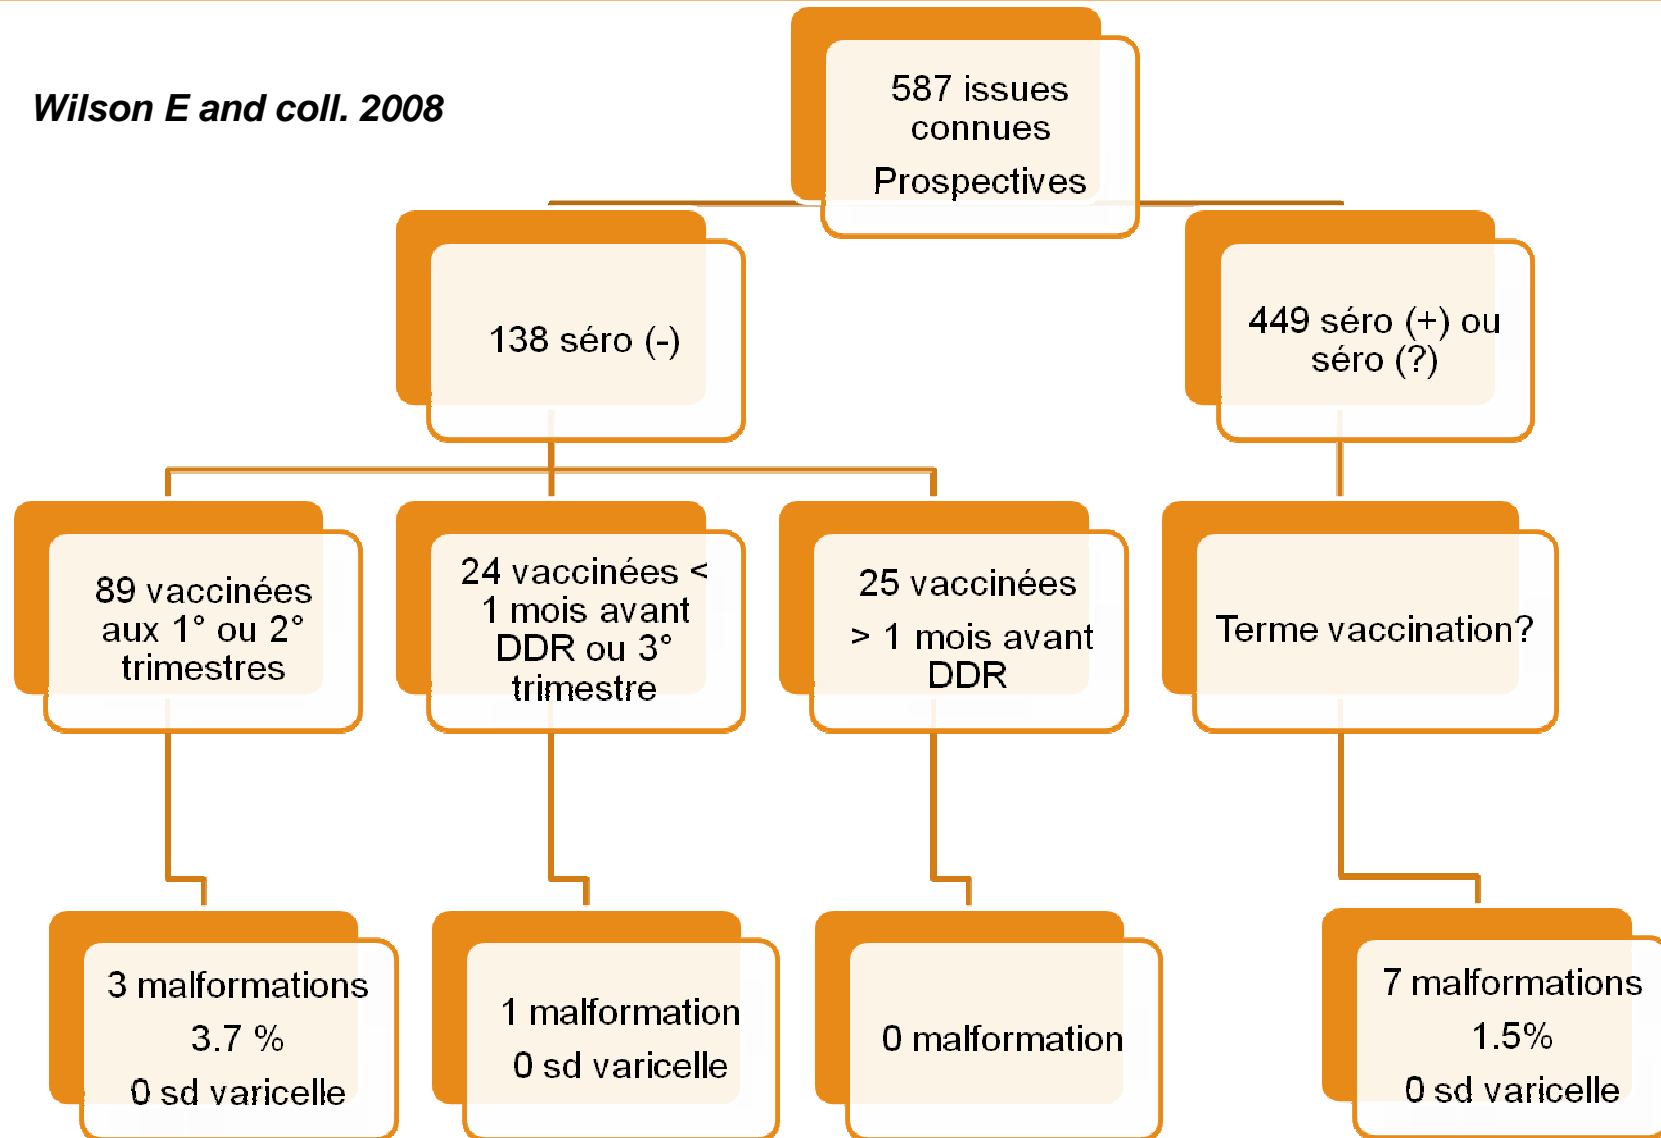 Wilson E and coll. 2008
587 issues
connues
Prospectives
138 séro (-)
449 séro (+) ou
séro (?)
89 vaccinées
aux 1° ou 2°
trimestres
24 vaccinées <
1 mois avant
DDR ou 3°
trimestre
25 vaccinées
> 1 mois avant
DDR
Terme vaccination?
3 malformations
3.7 %
0 sd varicelle
1 malformation
0 sd varicelle
0 malformation
7 malformations
1.5%
0 sd varicelle